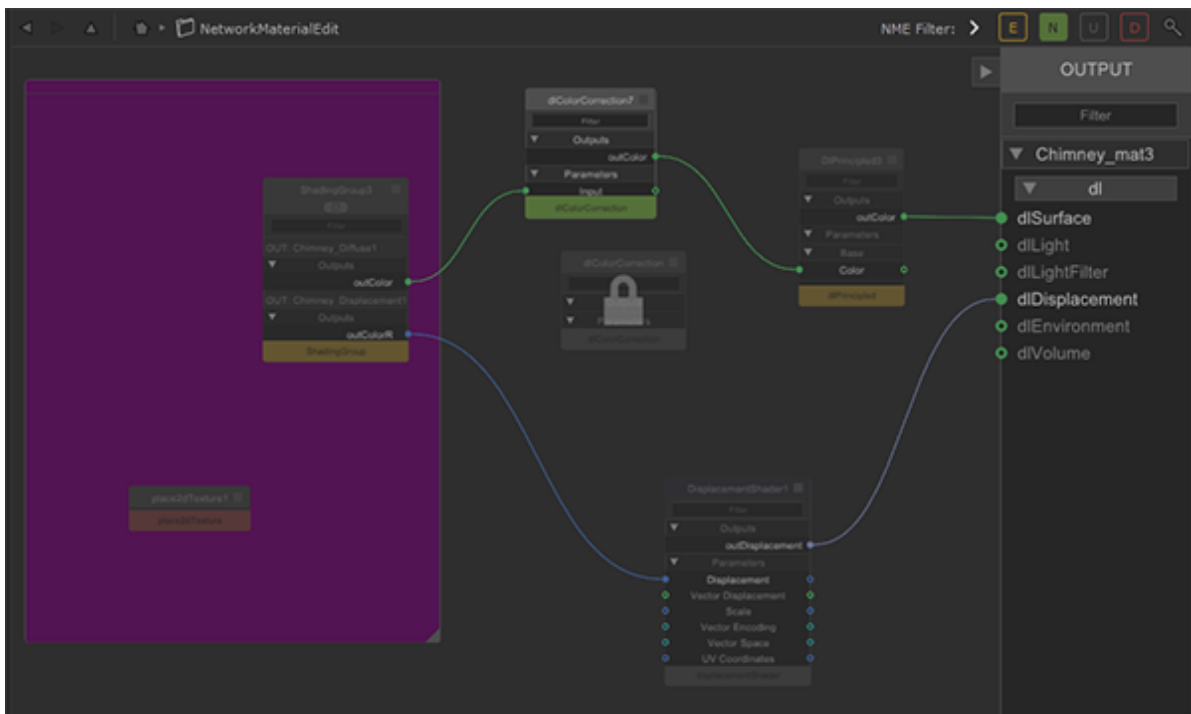 NetworkMaterialEdit
NME Filter:
E
N
U
D
OUTPUT
Filter
Chimney_mat3
dl
dlSurface
dlLight
dlLightFilter
dlDisplacement
dlEnvironment
dlVolume
dlColorCorrection7
Filter
Outputs
outColor
Parameters
Input
dlColorCorrection
DlPrincipled3
Filter
Outputs
outColor
Parameters
Base
Color
dlPrincipled
ShadingGroup3
Filter
OUT: Chimney_Diffuse1
Outputs
outColor
OUT: Chimney_Displacement1
Outputs
outColorR
ShadingGroup
dlColorCorrection
Parameters
dlColorCorrection
place2dTexture1
place2dTexture
DisplacementShader1
Filter
Outputs
outDisplacement
Parameters
Displacement
Vector Displacement
Scale
Vector Encoding
Vector Space
UV Coordinates
displacementShader